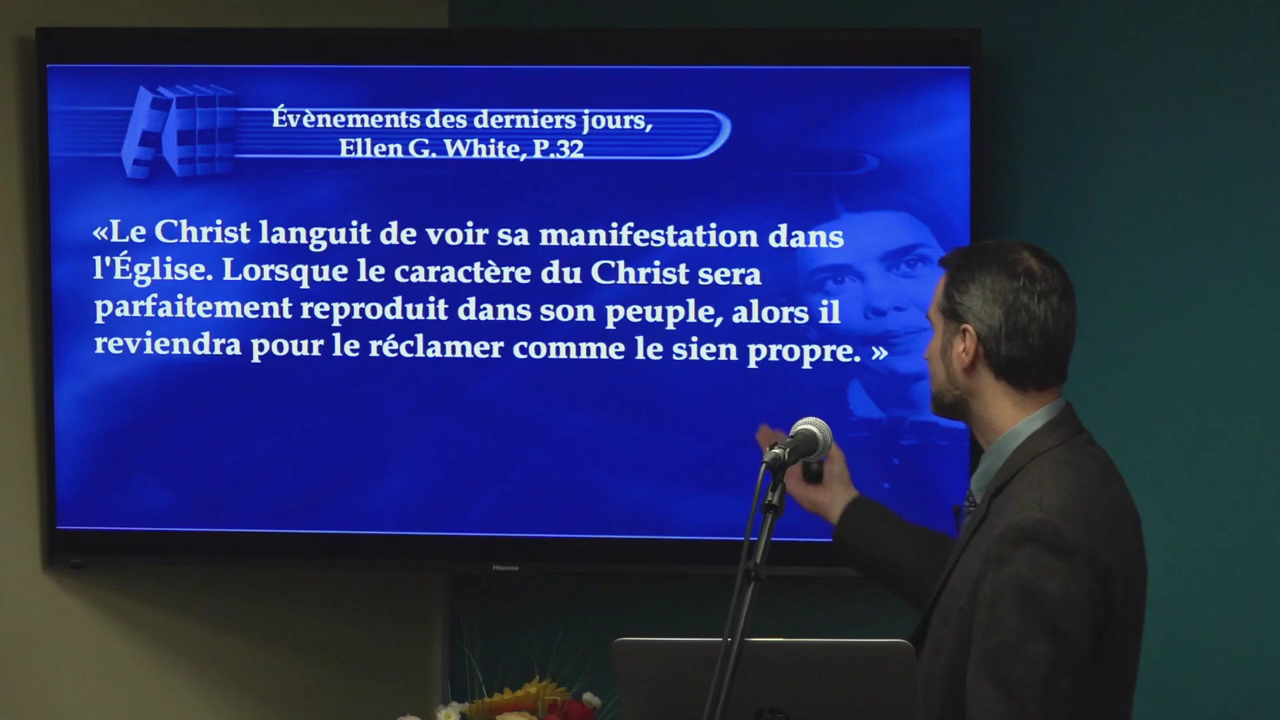 Évènements des derniers jours,
Ellen G. White, P.32
«Le Christ languit de voir sa manifestation dans
l'Église. Lorsque le caractère du Christ sera
parfaitement reproduit dans son peuple, alors il
reviendra pour le réclamer comme le sien propre. »
Hisense